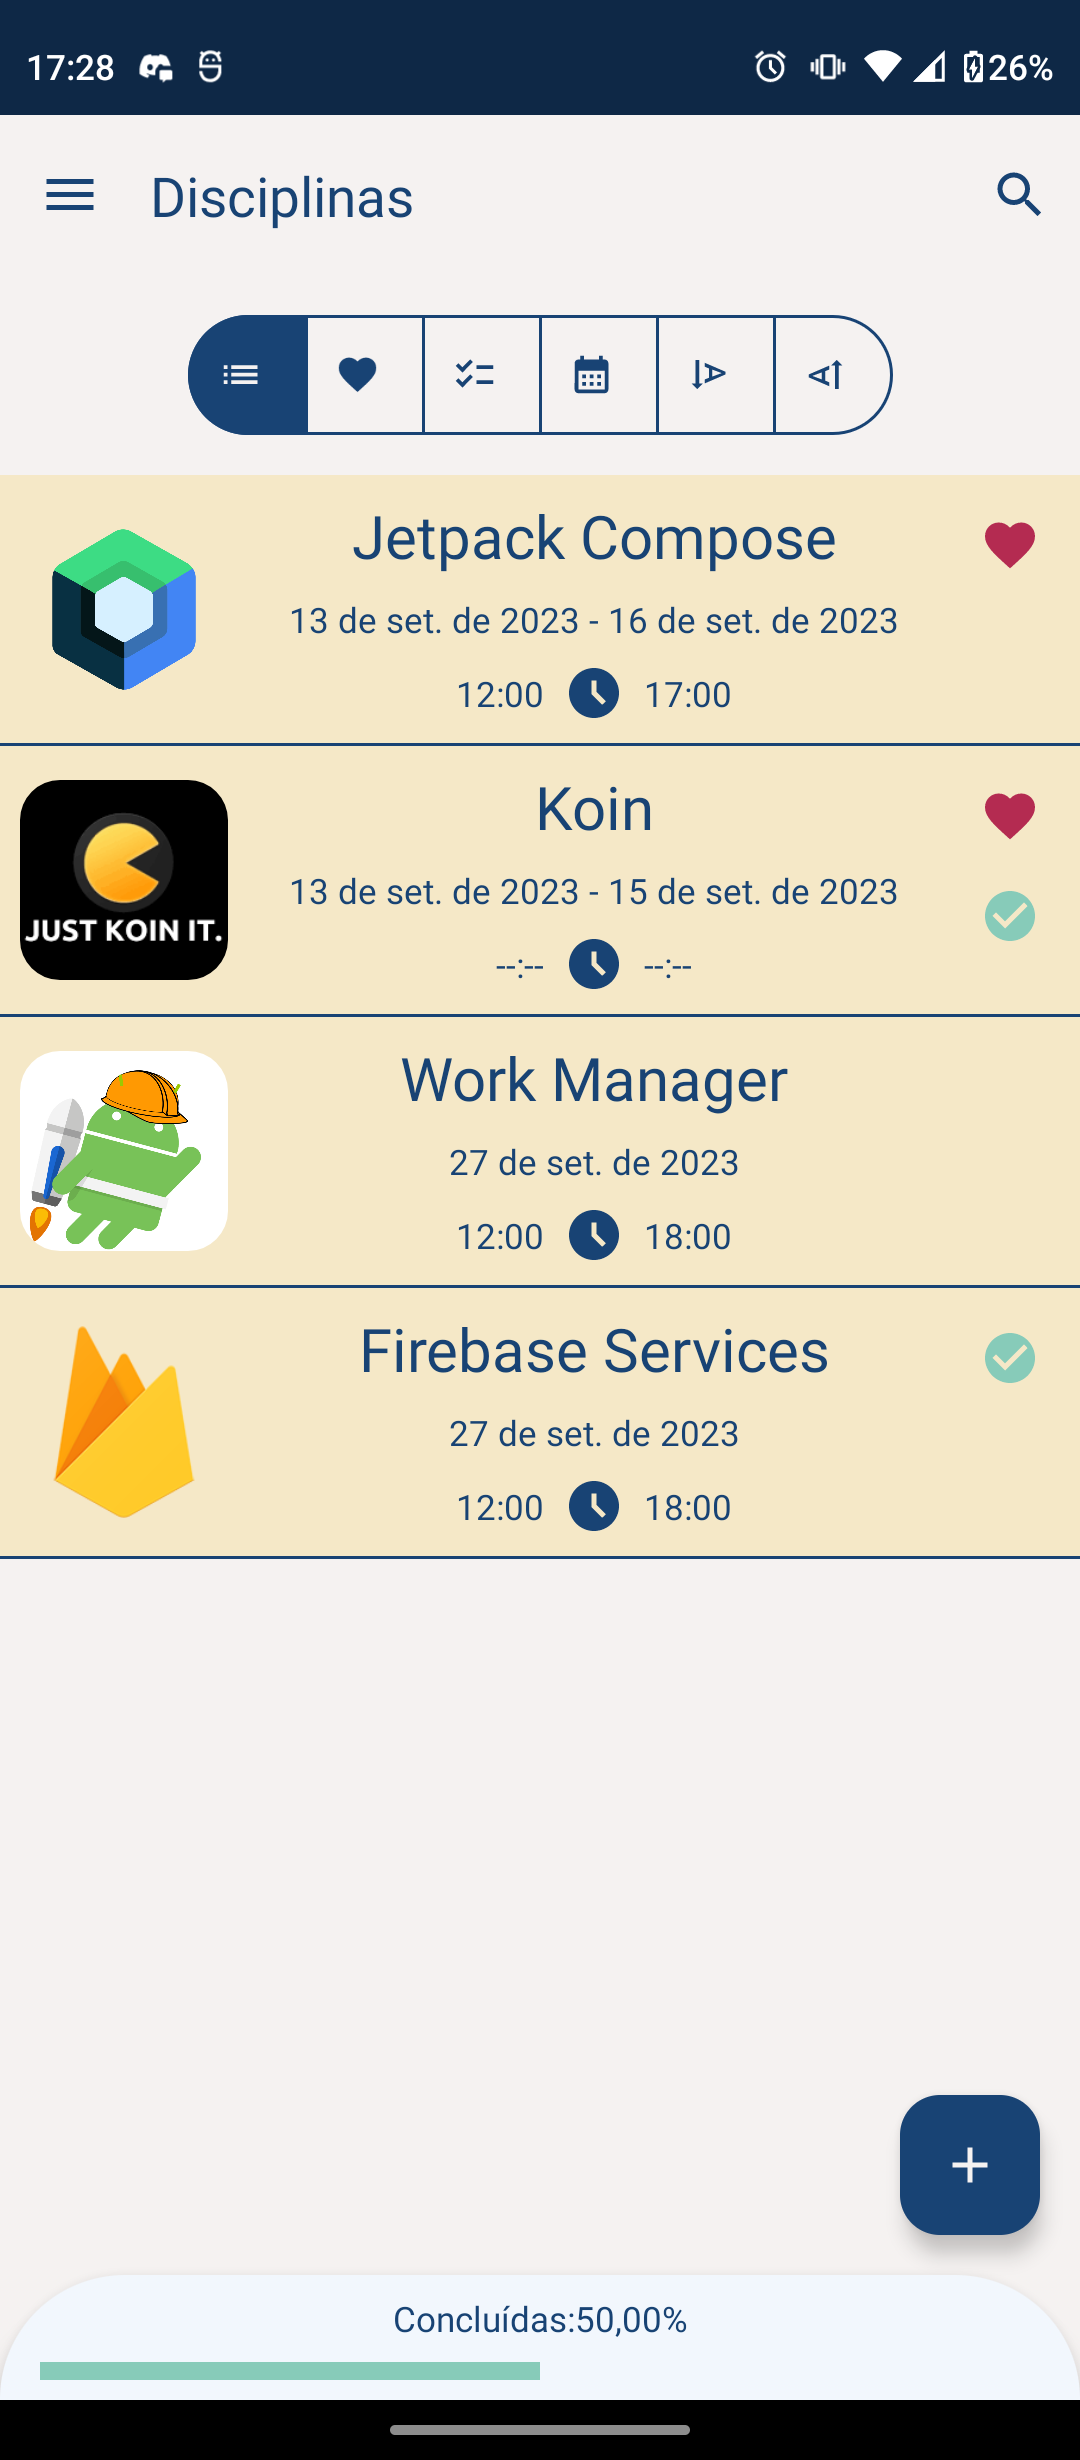 17:28
26%
Disciplinas
Jetpack Compose
13 de set. de 2023 - 16 de set. de 2023
12:00 17:00
Koin
JUST KOIN IT.
13 de set. de 2023 - 15 de set. de 2023
--:-- --:--
Work Manager
27 de set. de 2023
12:00 18:00
Firebase Services
27 de set. de 2023
12:00 18:00
Concluídas:50,00%